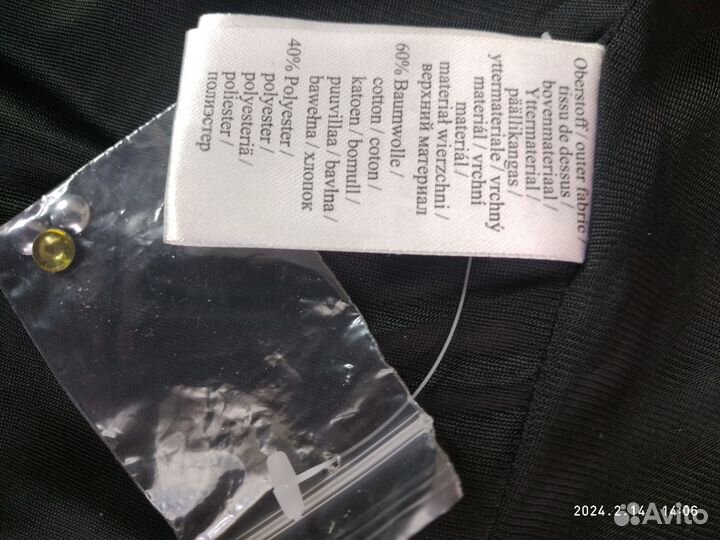 Oberstoff / outer fabric /
tissu de dessus /
bovenmateriaal /
Yttermaterial /
päällikangas /
yttermateriale / vrchný
materiál / vrchní
materiál /
materiał wierzchni /
верхний материал
60% Baumwolle /
cotton / coton /
katoen / bomull /
puuvillaa / bavlna /
bawełna / хлопок
40% Polyester /
polyester /
polyesteriä /
poliester /
полиэстер
2024.2.14 14:06
Avito